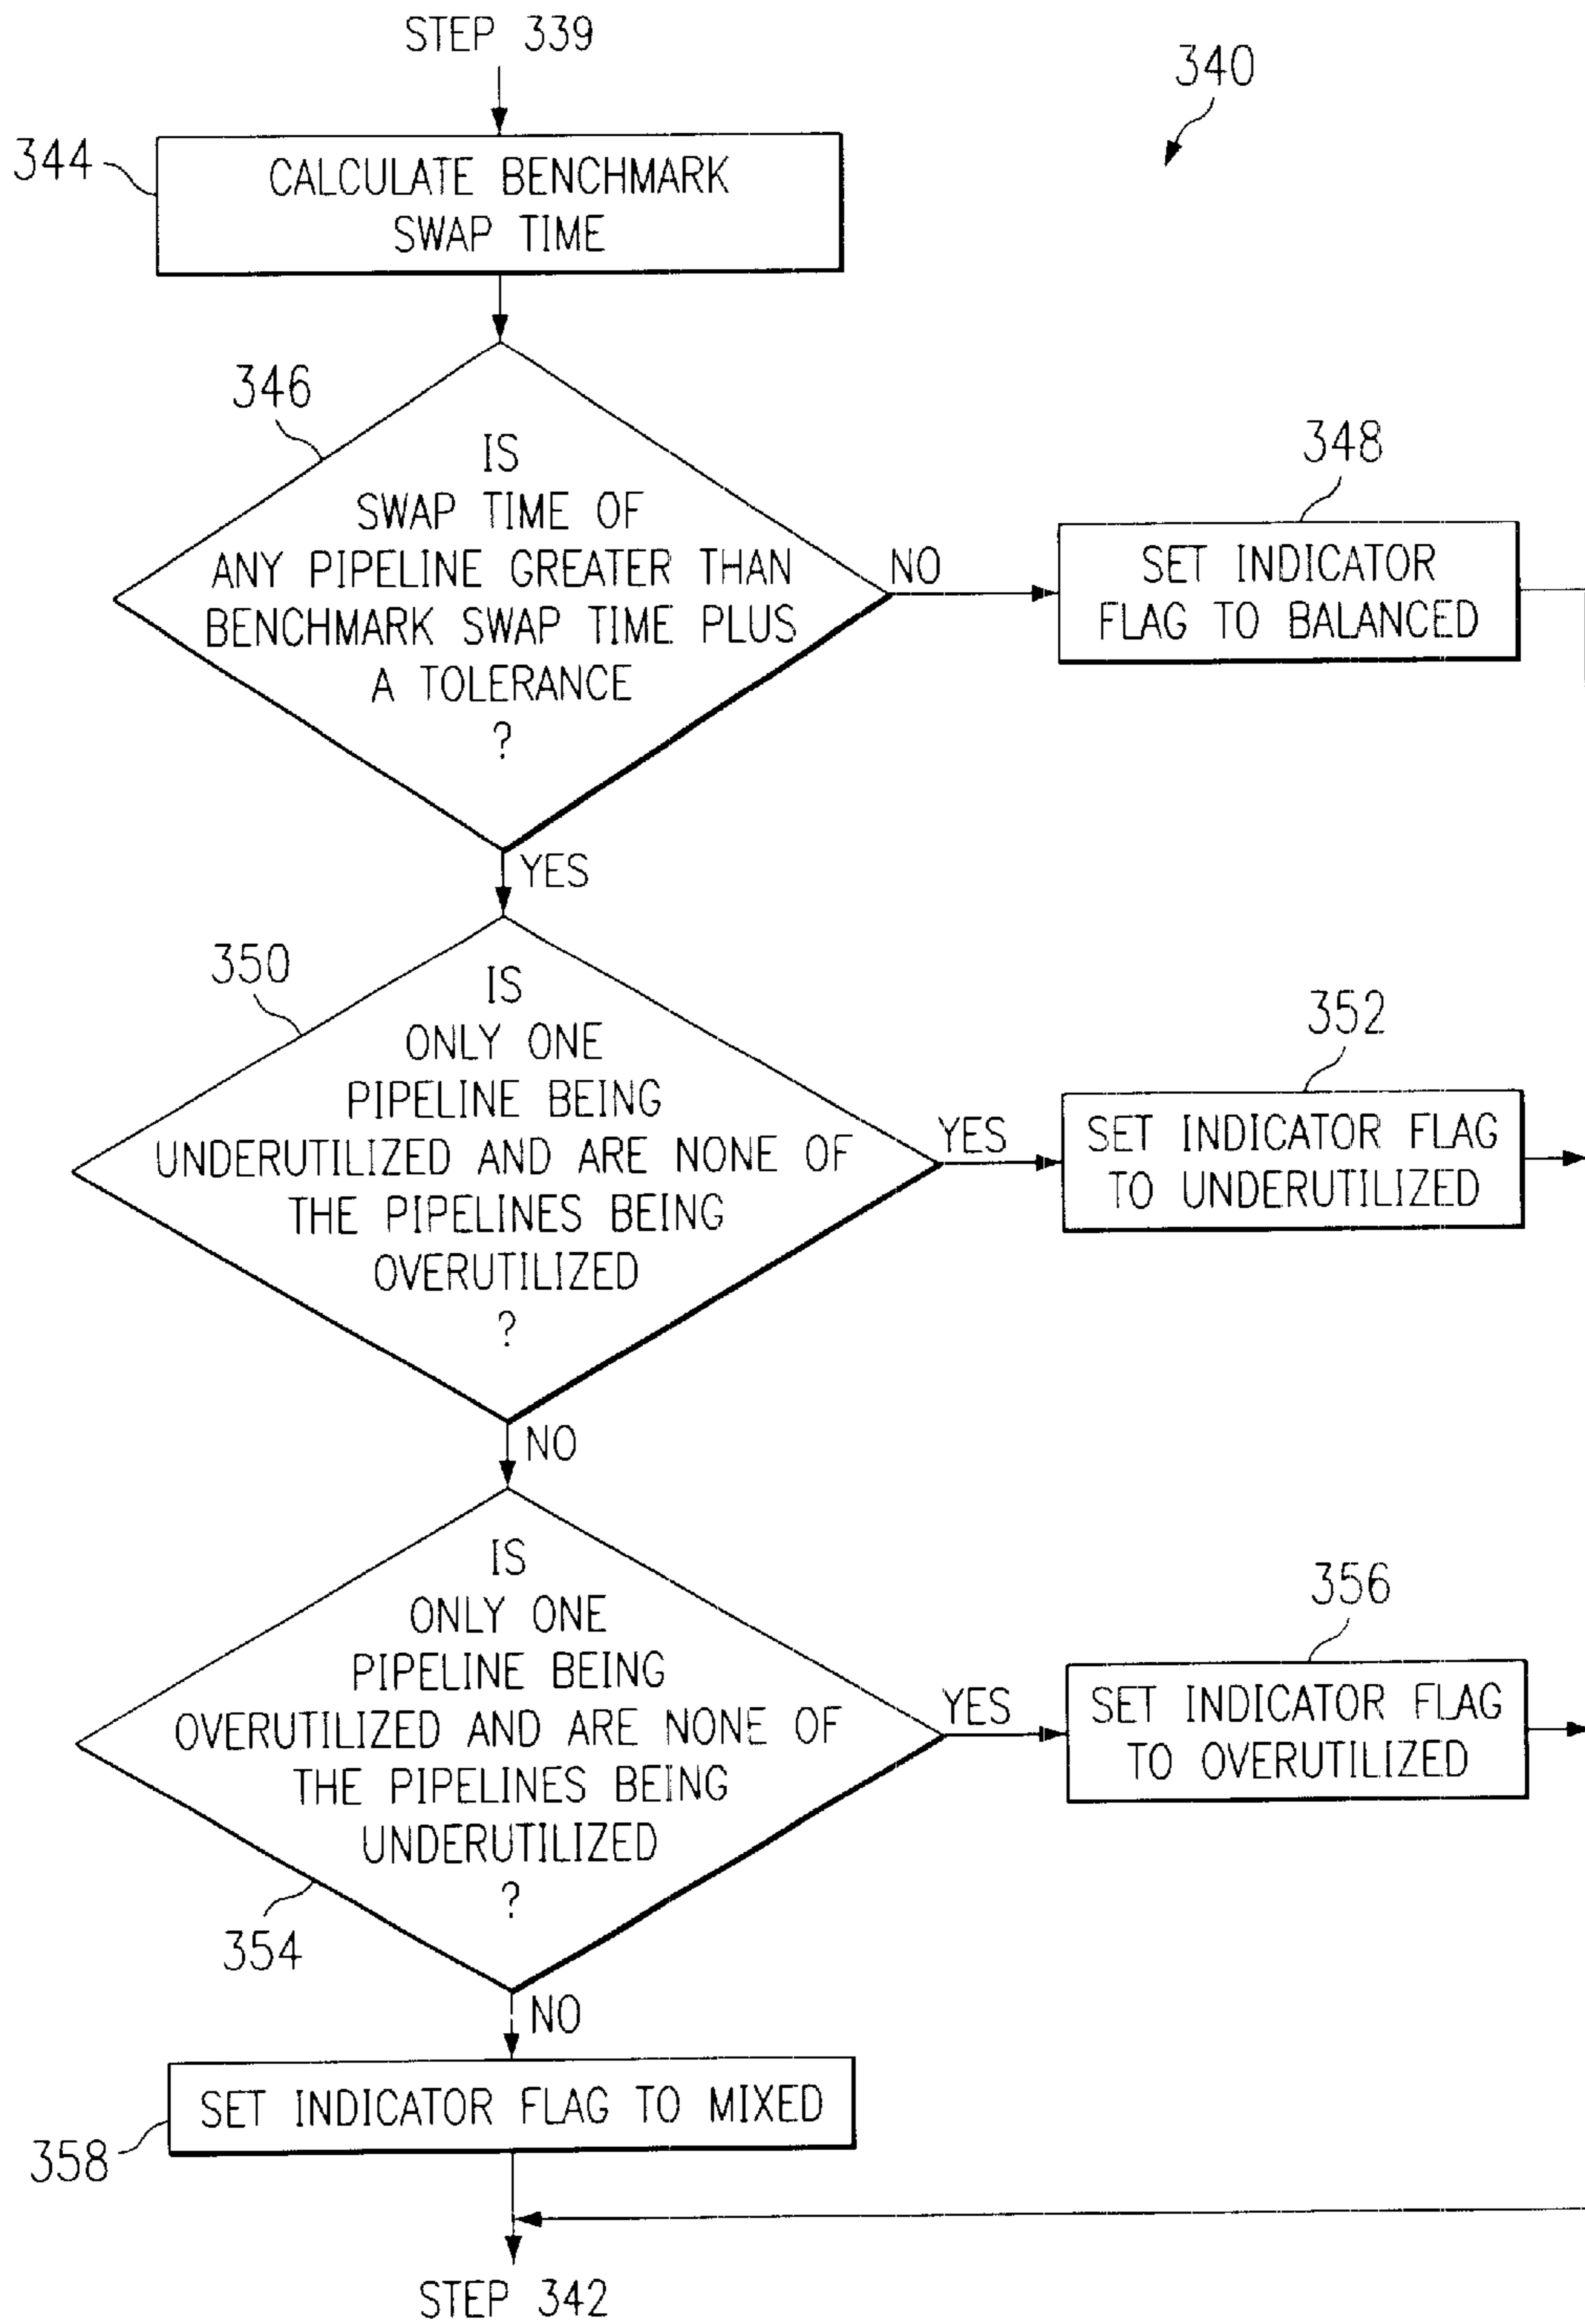 STEP 339
340
344
CALCULATE BENCHMARK
SWAP TIME
346
IS
SWAP TIME OF
ANY PIPELINE GREATER THAN
BENCHMARK SWAP TIME PLUS
A TOLERANCE
?
NO
348
SET INDICATOR
FLAG TO BALANCED
YES
350
IS
ONLY ONE
PIPELINE BEING
UNDERUTILIZED AND ARE NONE OF
THE PIPELINES BEING
OVERUTILIZED
?
YES
352
SET INDICATOR FLAG
TO UNDERUTILIZED
NO
IS
ONLY ONE
PIPELINE BEING
OVERUTILIZED AND ARE NONE OF
THE PIPELINES BEING
UNDERUTILIZED
?
354
YES
356
SET INDICATOR FLAG
TO OVERUTILIZED
NO
SET INDICATOR FLAG TO MIXED
358
STEP 342